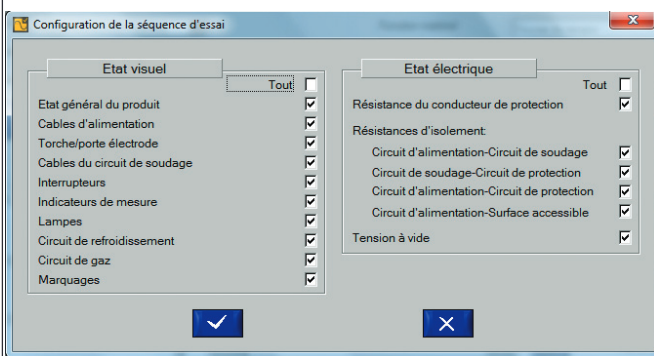 Configuration de la séquence d'essai
Etat visuel
Tout
Etat général du produit
Cables d'alimentation
Torche/porte électrode
Cables du circuit de soudage
Interrupteurs
Indicateurs de mesure
Lampes
Circuit de refroidissement
Circuit de gaz
Marquages
Etat électrique
Tout
Résistance du conducteur de protection
Résistances d'isolement:
Circuit d'alimentation-Circuit de soudage
Circuit de soudage-Circuit de protection
Circuit d'alimentation-Circuit de protection
Circuit d'alimentation-Surface accessible
Tension à vide